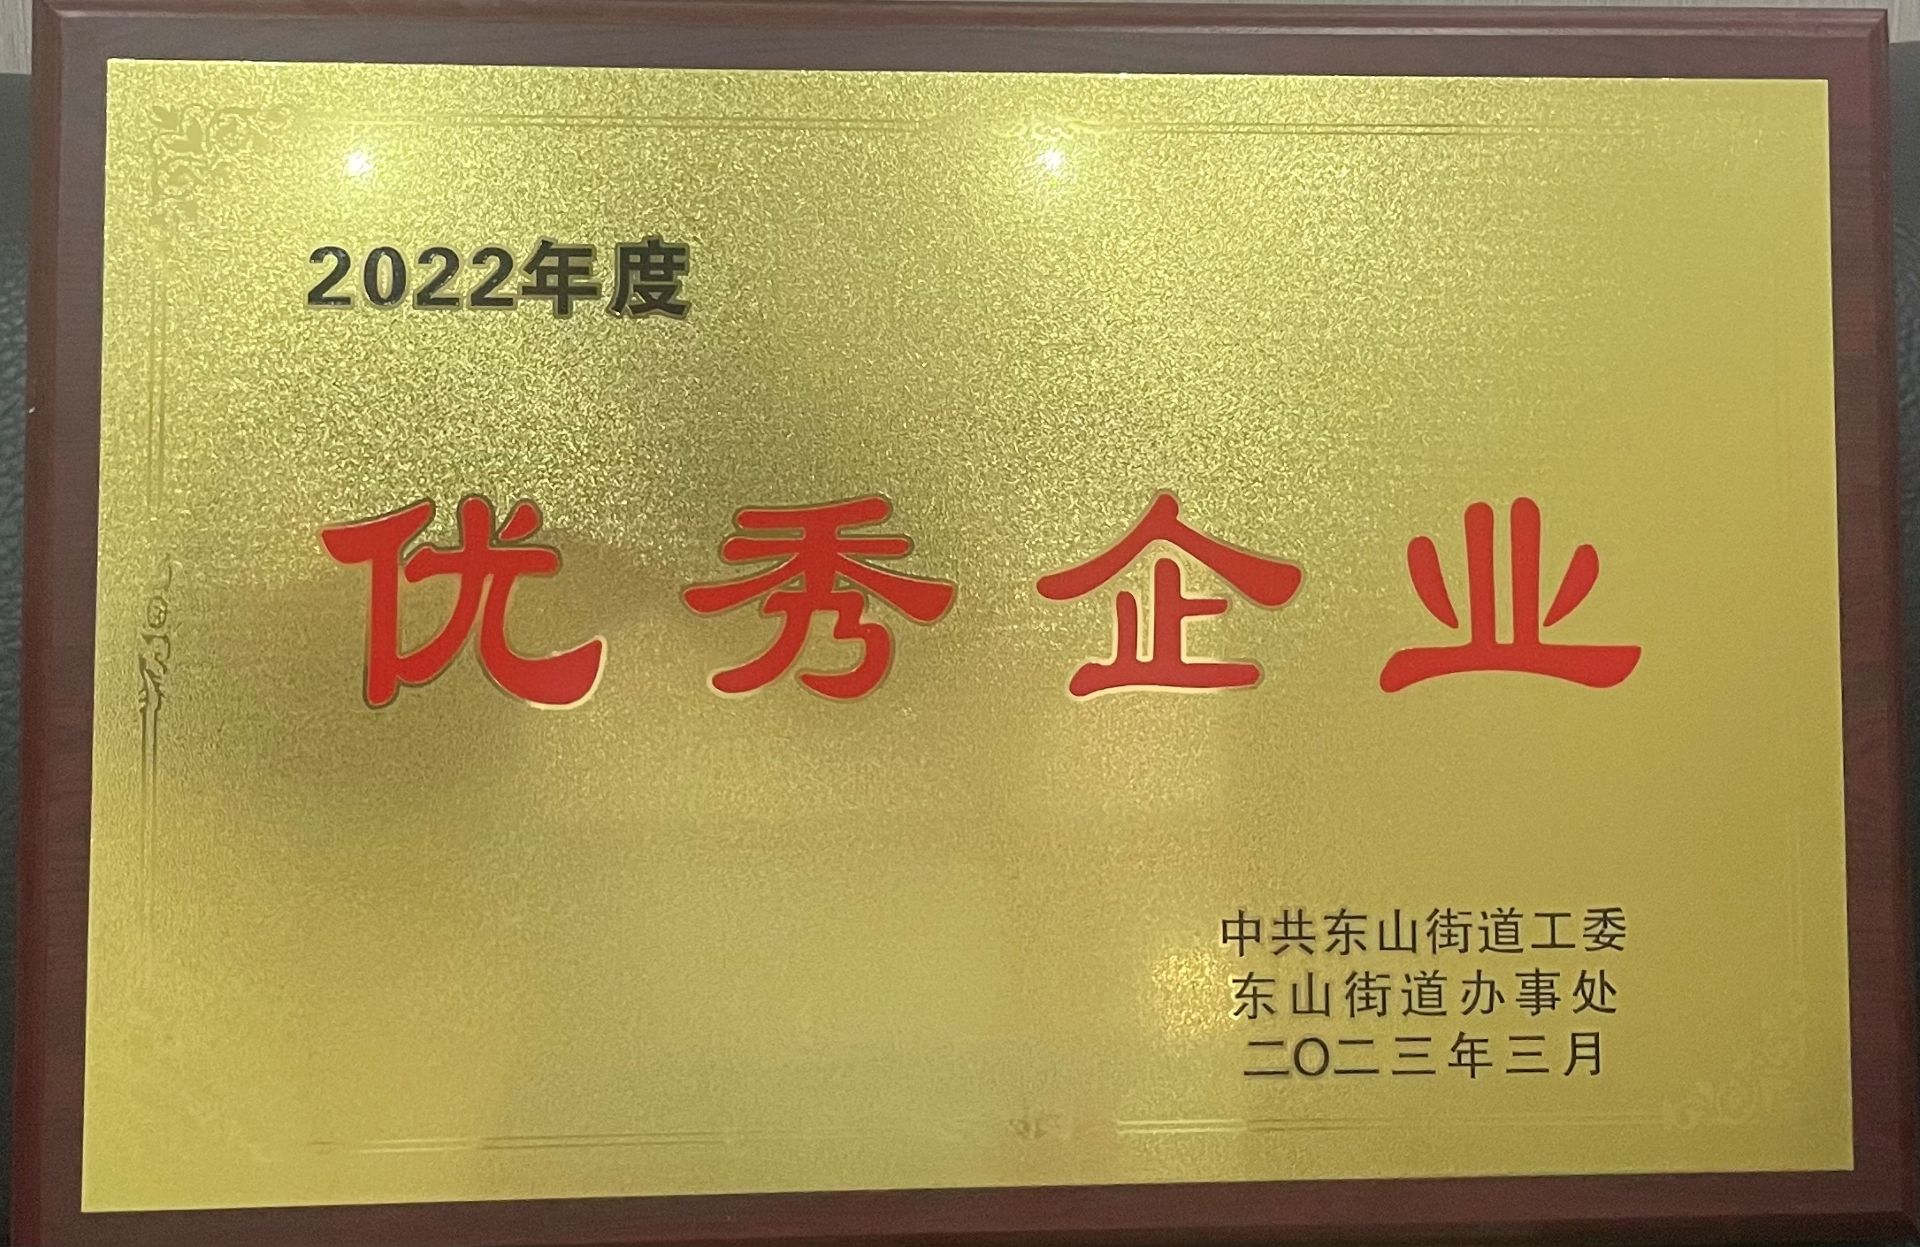 2022年度
优秀企业
中共东山街道工委
东山街道办事处
二〇二三年三月